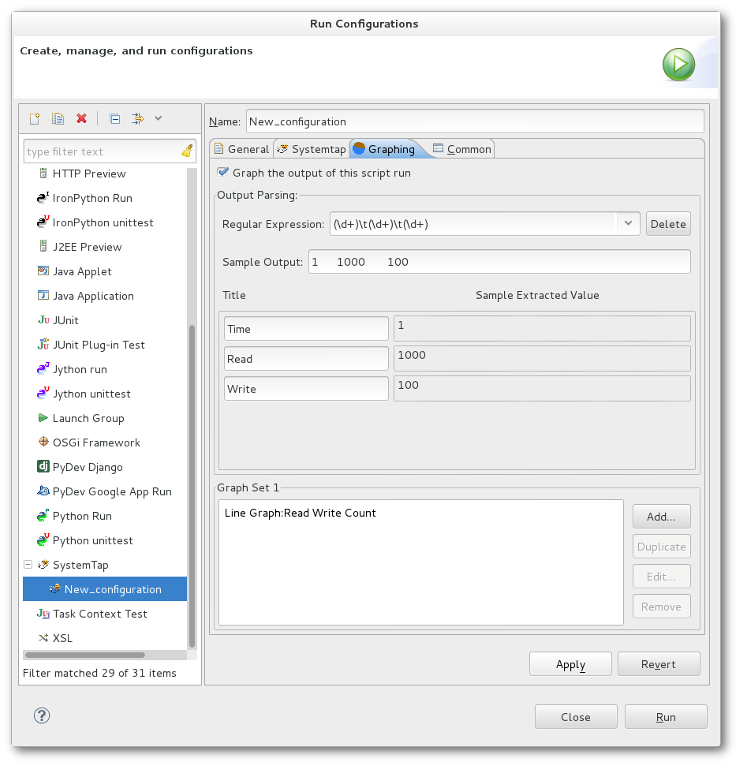 Run Configurations
Create, manage, and run configurations
type filter text
HTTP Preview
IronPython Run
IronPython unittest
J2EE Preview
Java Applet
Java Application
JUnit
JUnit Plug-in Test
Jython run
Jython unittest
Launch Group
OSGi Framework
PyDev Django
PyDev Google App Run
Python Run
Python unittest
SystemTap
New_configuration
Task Context Test
XSL
Filter matched 29 of 31 items
Name: New_configuration
General Systemtap Graphing Common
Graph the output of this script run
Output Parsing:
Regular Expression: (\d+)\t(\d+)\t(\d+) Delete
Sample Output: 1 1000 100
Title Sample Extracted Value
Time 1
Read 1000
Write 100
Graph Set 1
Line Graph:Read Write Count
Add...
Duplicate
Edit...
Remove
Apply Revert
Close Run